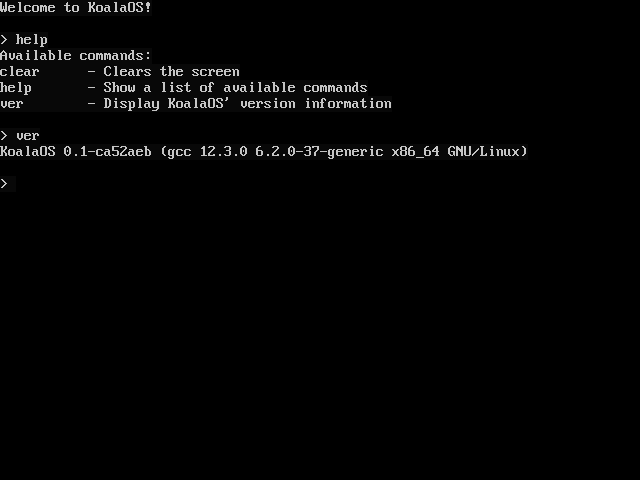 Welcome to KoalaOS!
> help
Available commands:
clear      - Clears the screen
help       - Show a list of available commands
ver        - Display KoalaOS' version information
> ver
KoalaOS 0.1-ca52aeb (gcc 12.3.0 6.2.0-37-generic x86_64 GNU/Linux)
>